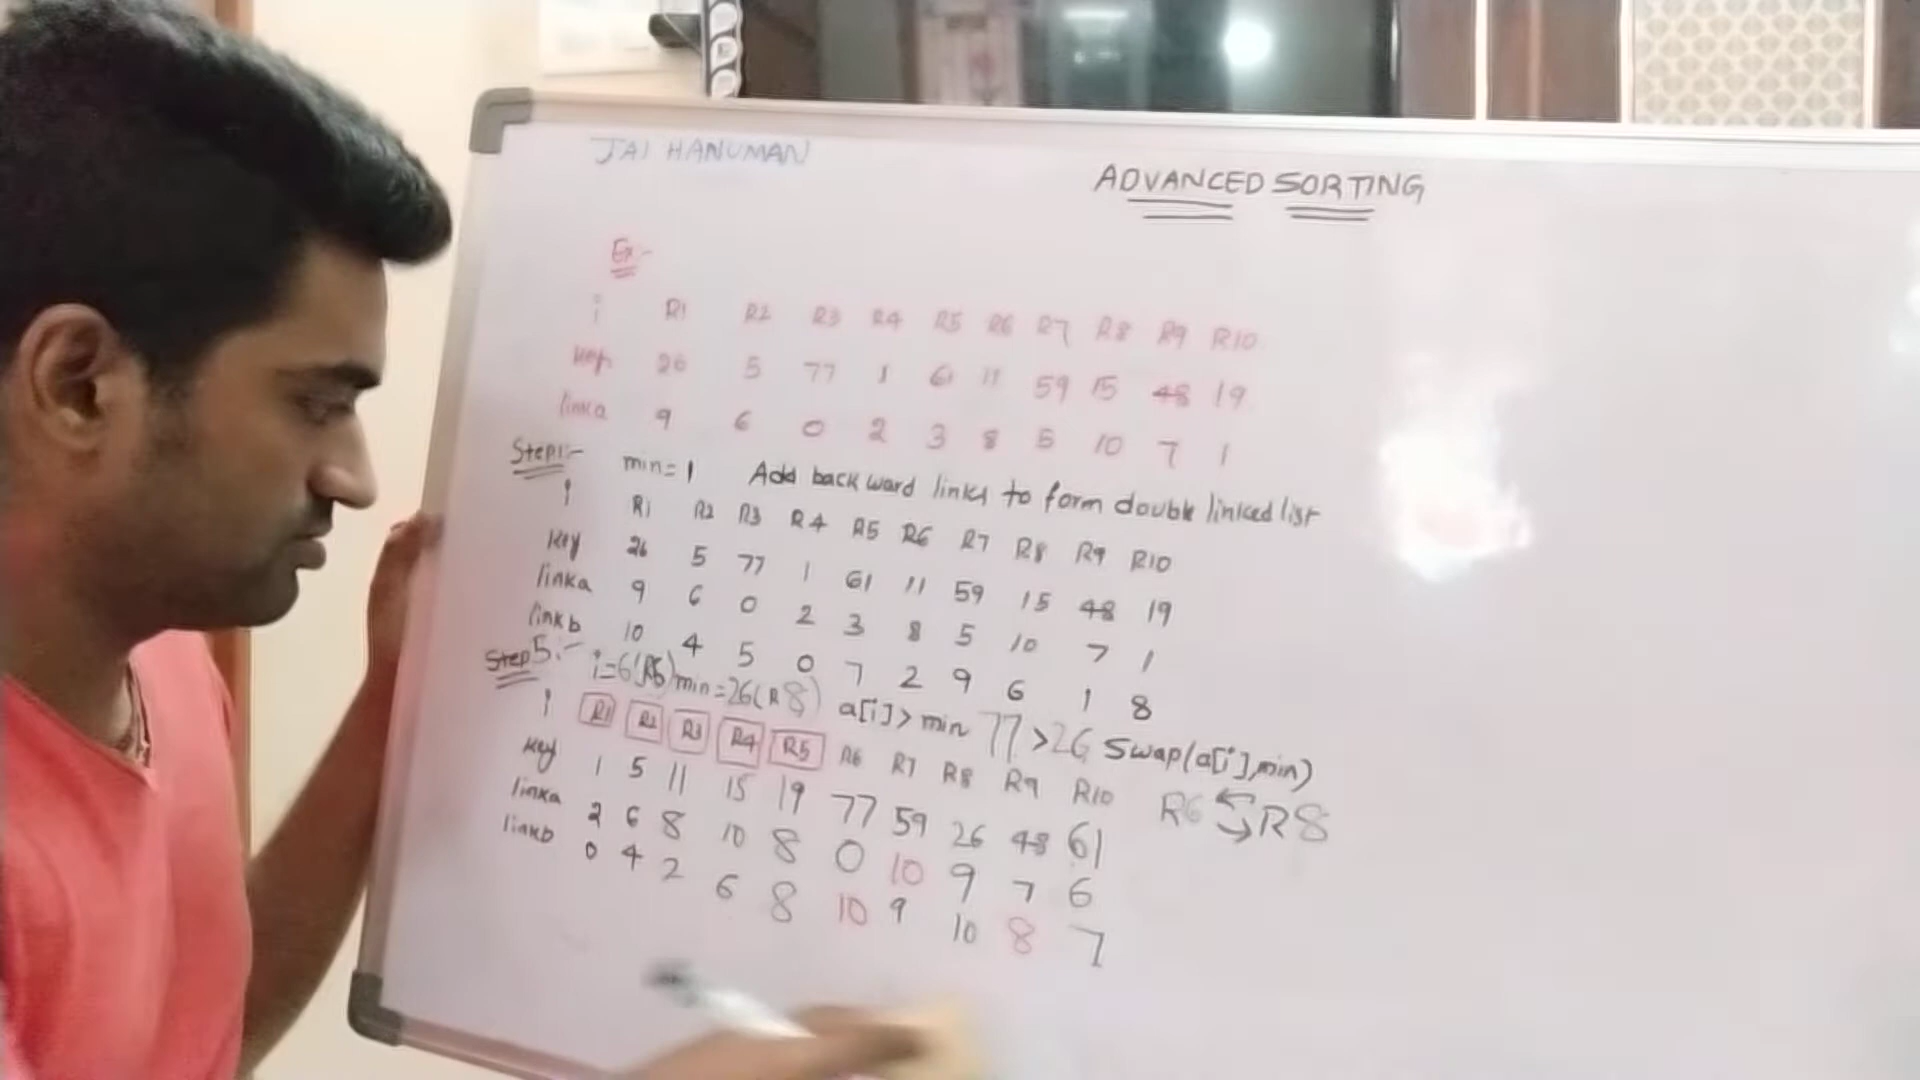 JAI HANUMAN
ADVANCED SORTING
Ex:-
i R1 R2 R3 R4 R5 R6 R7 R8 R9 R10
key 26 5 77 1 61 11 59 15 48 19
linka 9 6 0 2 3 8 5 10 7 1
Step1:- min=1 Add backward links to form double linked list
i R1 R2 R3 R4 R5 R6 R7 R8 R9 R10
key 26 5 77 1 61 11 59 15 48 19
linka 9 6 0 2 3 8 5 10 7 1
linkb 10 4 5 0 7 2 9 6 1 8
Step5:- i=6(R6) min=26(R8) a[i]>min 77>26 Swap(a[i],min)
i R1 R2 R3 R4 R5 R6 R7 R8 R9 R10 R6 R8
key 1 5 11 15 19 77 59 26 48 61
linka 2 6 8 10 8 0 10 9 7 6
linkb 0 4 2 6 8 10 9 10 8 7